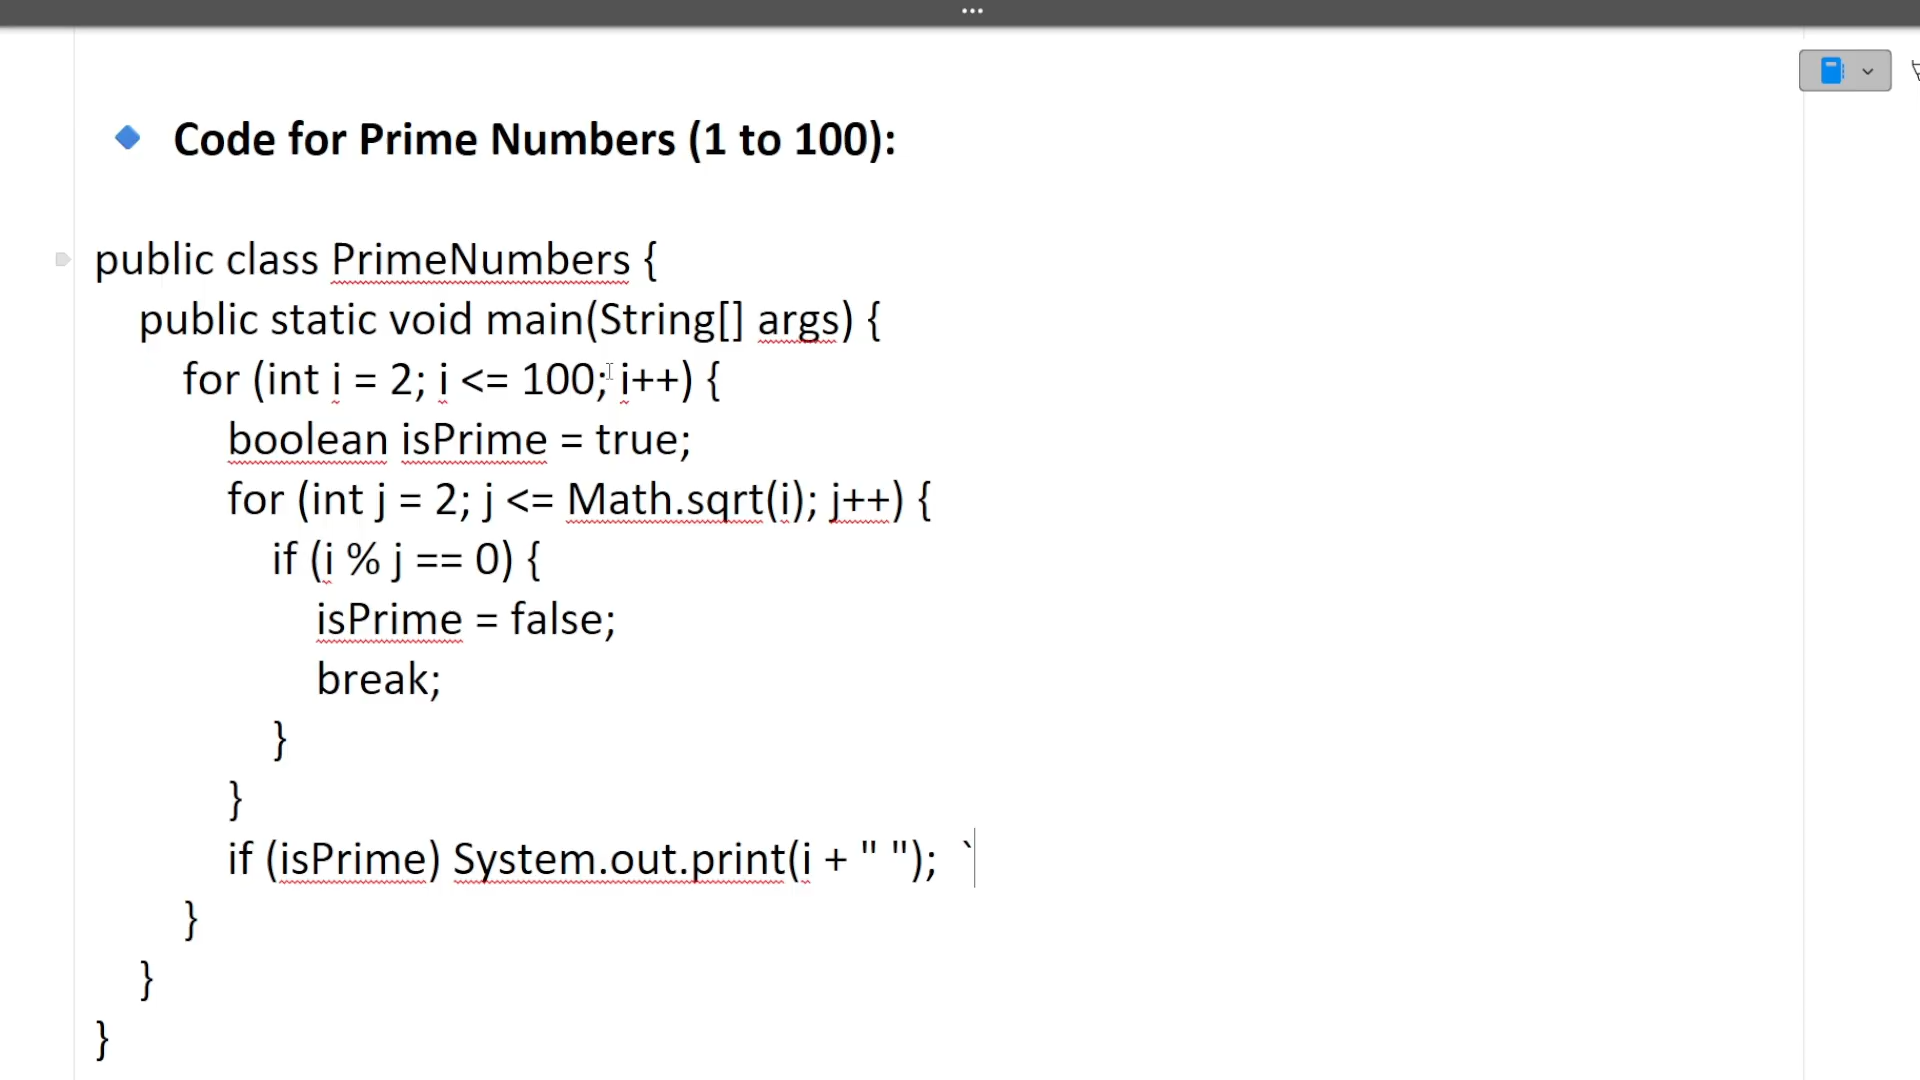 ...
Code for Prime Numbers (1 to 100):
public class PrimeNumbers {
public static void main(String[] args) {
for (int i = 2; i <= 100; i++) {
boolean isPrime = true;
for (int j = 2; j <= Math.sqrt(i); j++) {
if (i % j == 0) {
isPrime = false;
break;
}
}
if (isPrime) System.out.print(i + " ");  `
}
}
}